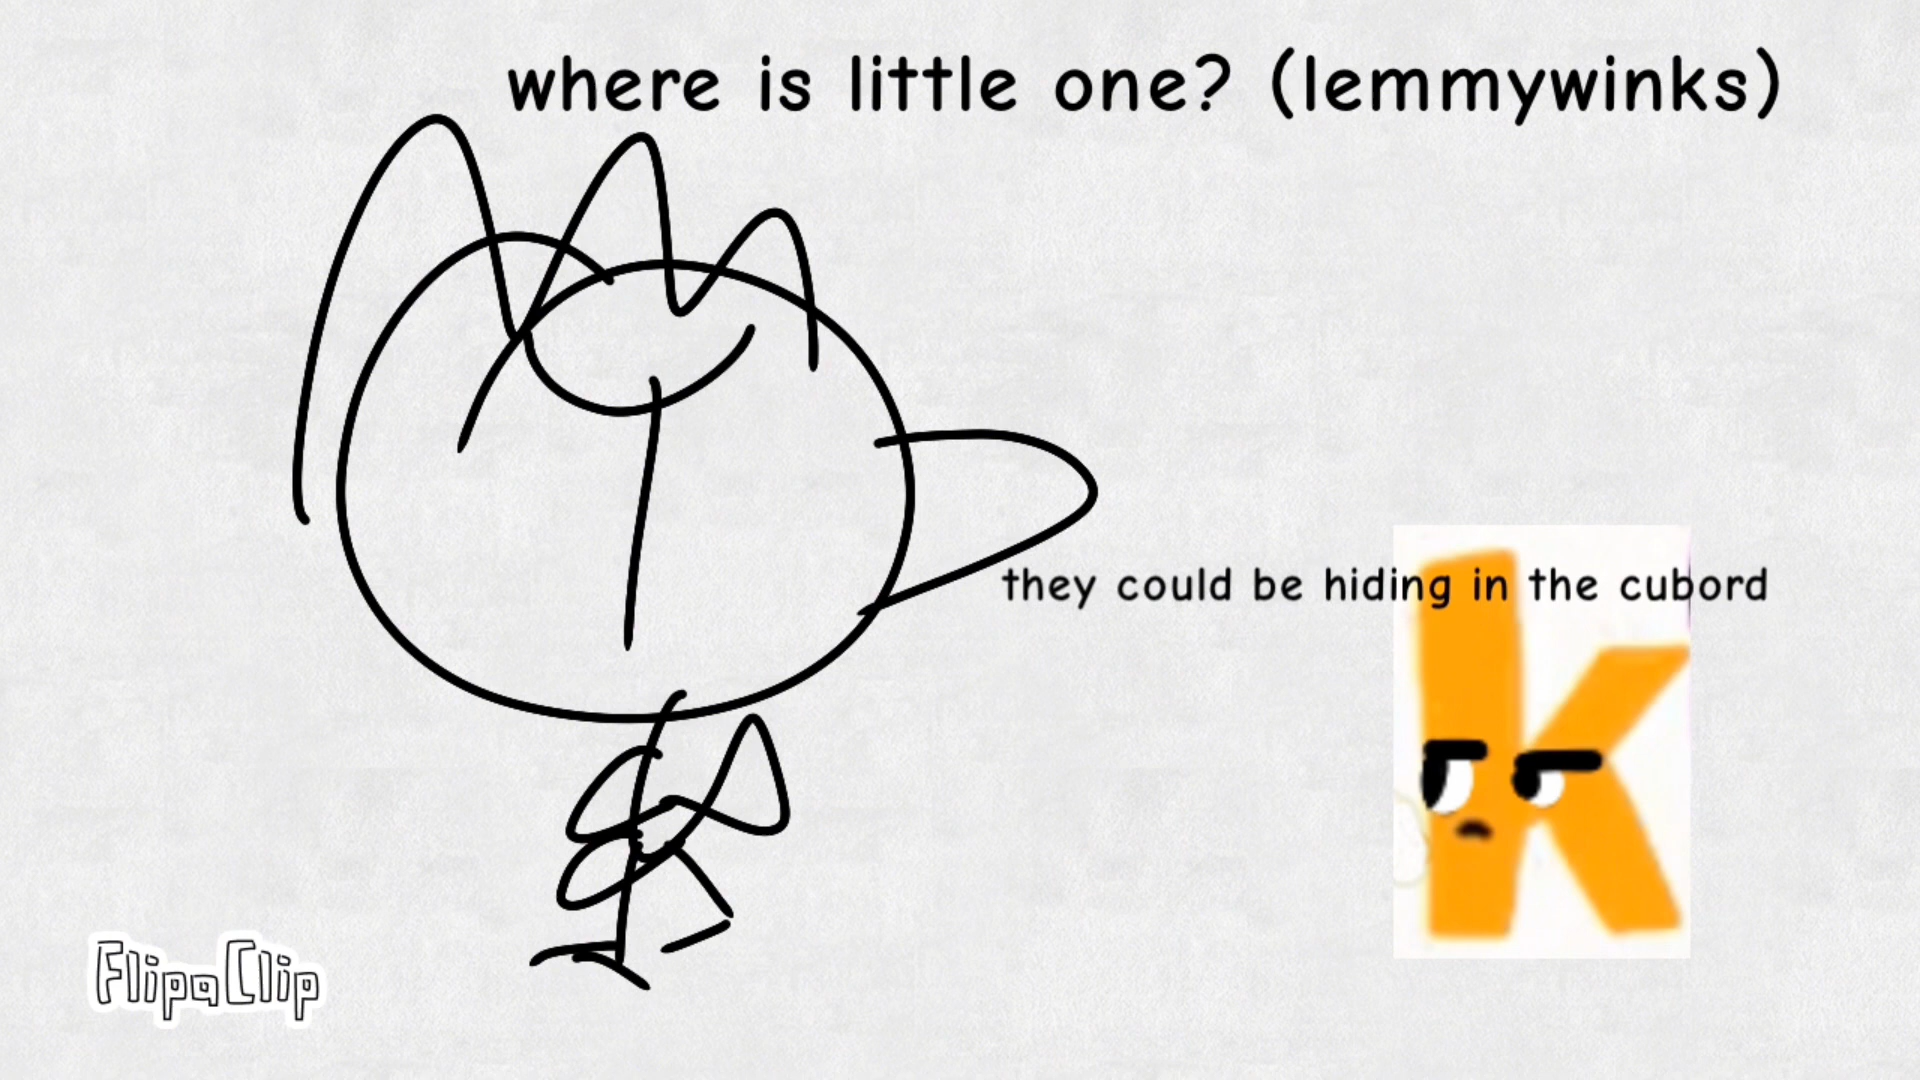 where is little one? (lemmywinks)
they could be hiding in the cubord
FlipaClip